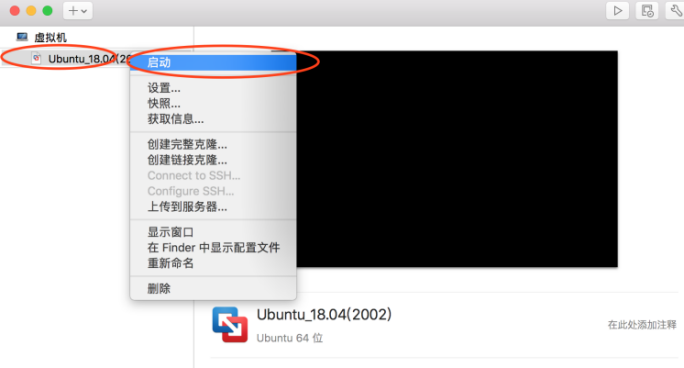 虚拟机
Ubuntu_18.04(20
启动
设置...
快照...
获取信息...
创建完整克隆...
创建链接克隆...
Connect to SSH...
Configure SSH...
上传到服务器...
显示窗口
在 Finder 中显示配置文件
重新命名
删除
Ubuntu_18.04(2002)
Ubuntu 64 位
在此处添加注释